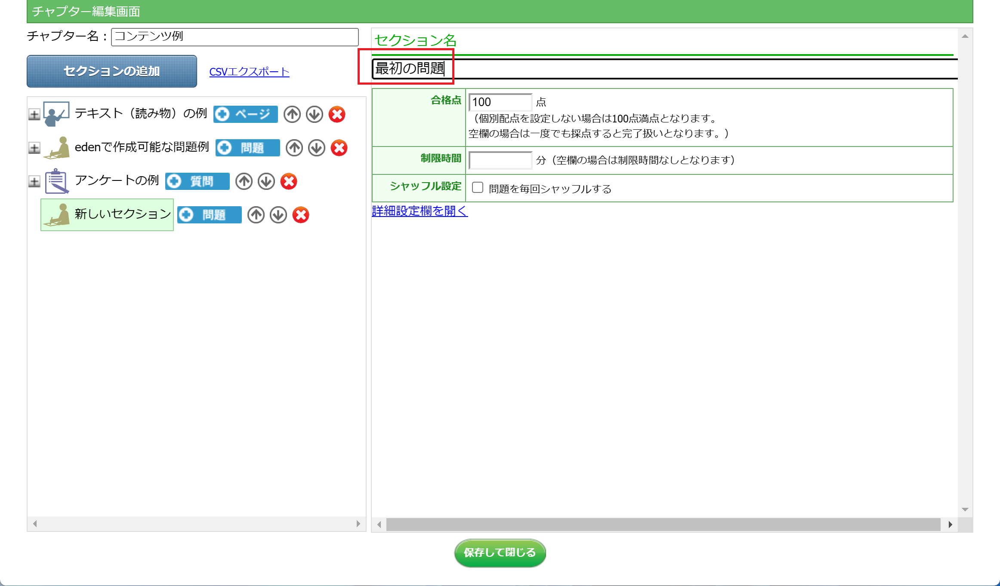 チャプター編集画面
チャプター名：コンテンツ例
セクションの追加
CSVエクスポート
テキスト（読み物）の例
ページ
edenで作成可能な問題例
問題
アンケートの例
質問
新しいセクション
問題
セクション名
最初の問題
合格点
100 点
（個別配点を設定しない場合は100点満点となります。
空欄の場合は一度でも採点すると完了扱いとなります。）
制限時間
分（空欄の場合は制限時間なしとなります）
シャッフル設定
問題を毎回シャッフルする
詳細設定欄を開く
保存して閉じる